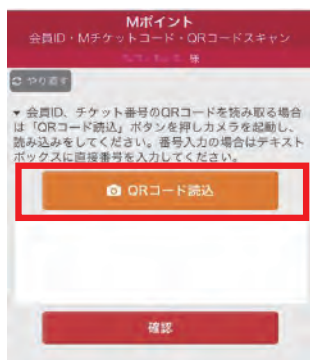 Mポイント
会員ID・Mチケットコード・QRコードスキャン
様
やり直す
▼ 会員ID、チケット番号のQRコードを読み取る場合
は「QRコード読込」ボタンを押しカメラを起動し、
読み込みをしてください。番号入力の場合はテキスト
ボックスに直接番号を入力してください。
QRコード読込
確認